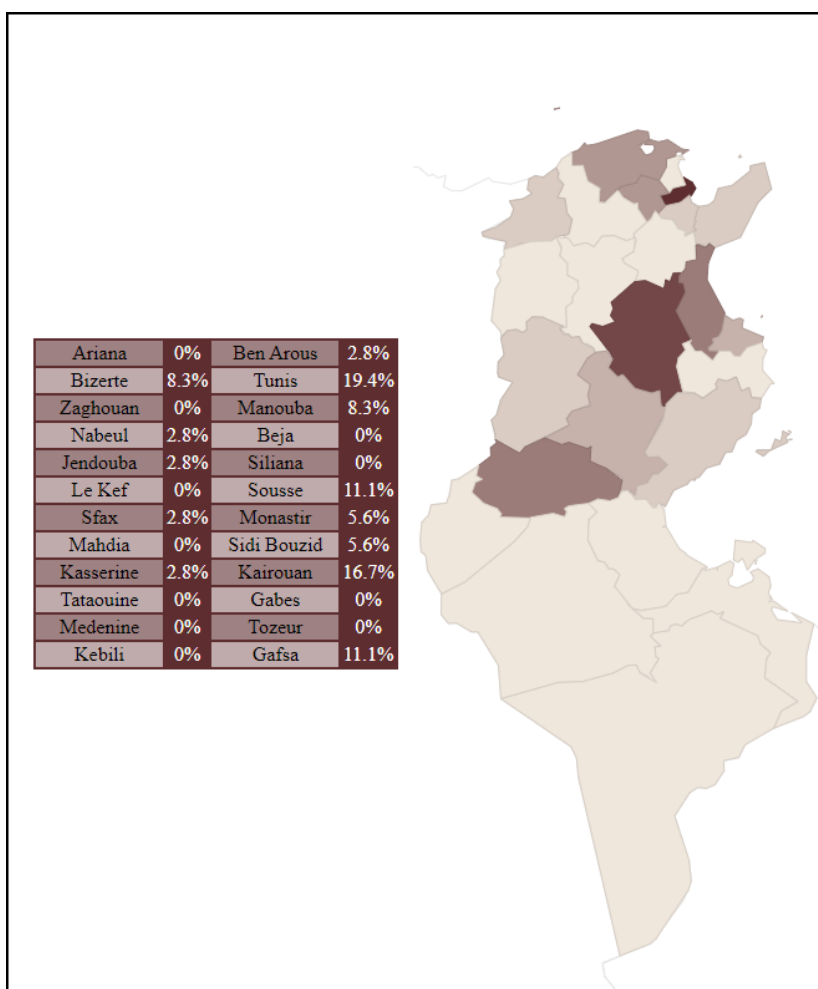 Ariana 0% Ben Arous 2.8%
Bizerte 8.3% Tunis 19.4%
Zaghouan 0% Manouba 8.3%
Nabeul 2.8% Beja 0%
Jendouba 2.8% Siliana 0%
Le Kef 0% Sousse 11.1%
Sfax 2.8% Monastir 5.6%
Mahdia 0% Sidi Bouzid 5.6%
Kasserine 2.8% Kairouan 16.7%
Tataouine 0% Gabes 0%
Medenine 0% Tozeur 0%
Kebili 0% Gafsa 11.1%